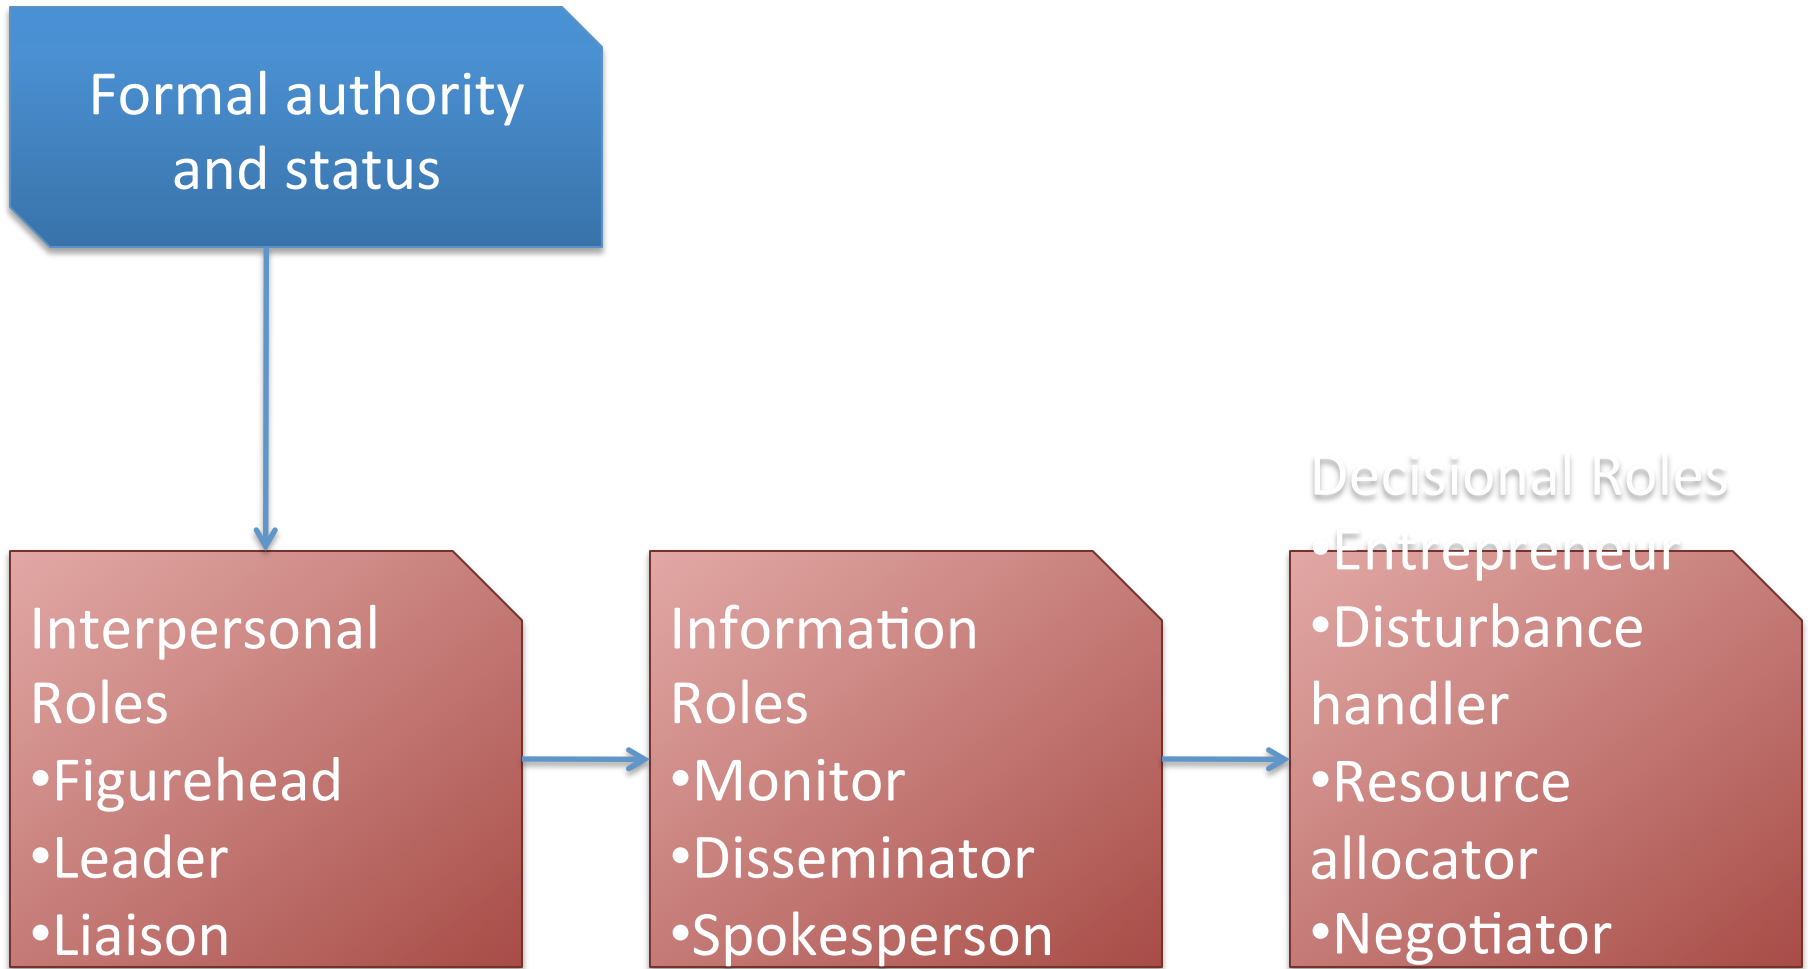 Formal authority
and status
Interpersonal
Roles
•Figurehead
•Leader
•Liaison
Information
Roles
•Monitor
•Disseminator
•Spokesperson
Decisional Roles
•Entrepreneur
•Disturbance
handler
•Resource
allocator
•Negotiator